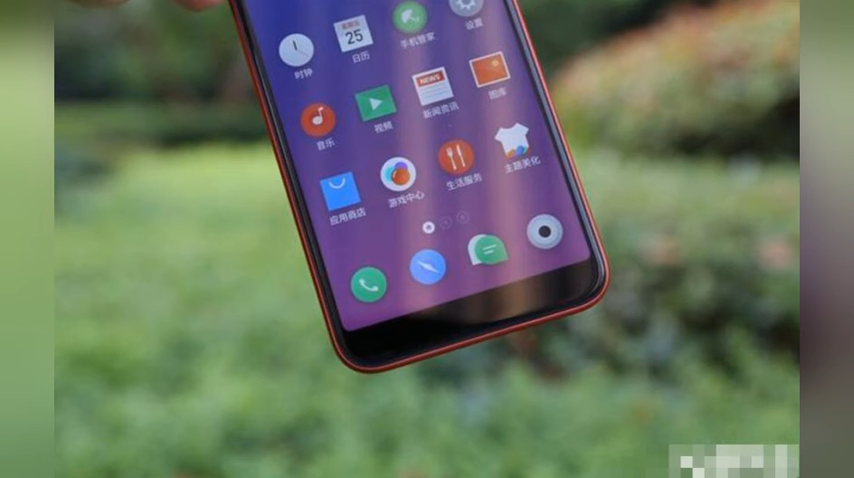 25
时钟
日历
手机管家
设置
NEWS
音乐
视频
新闻资讯
图库
应用商店
游戏中心
生活服务
主题美化